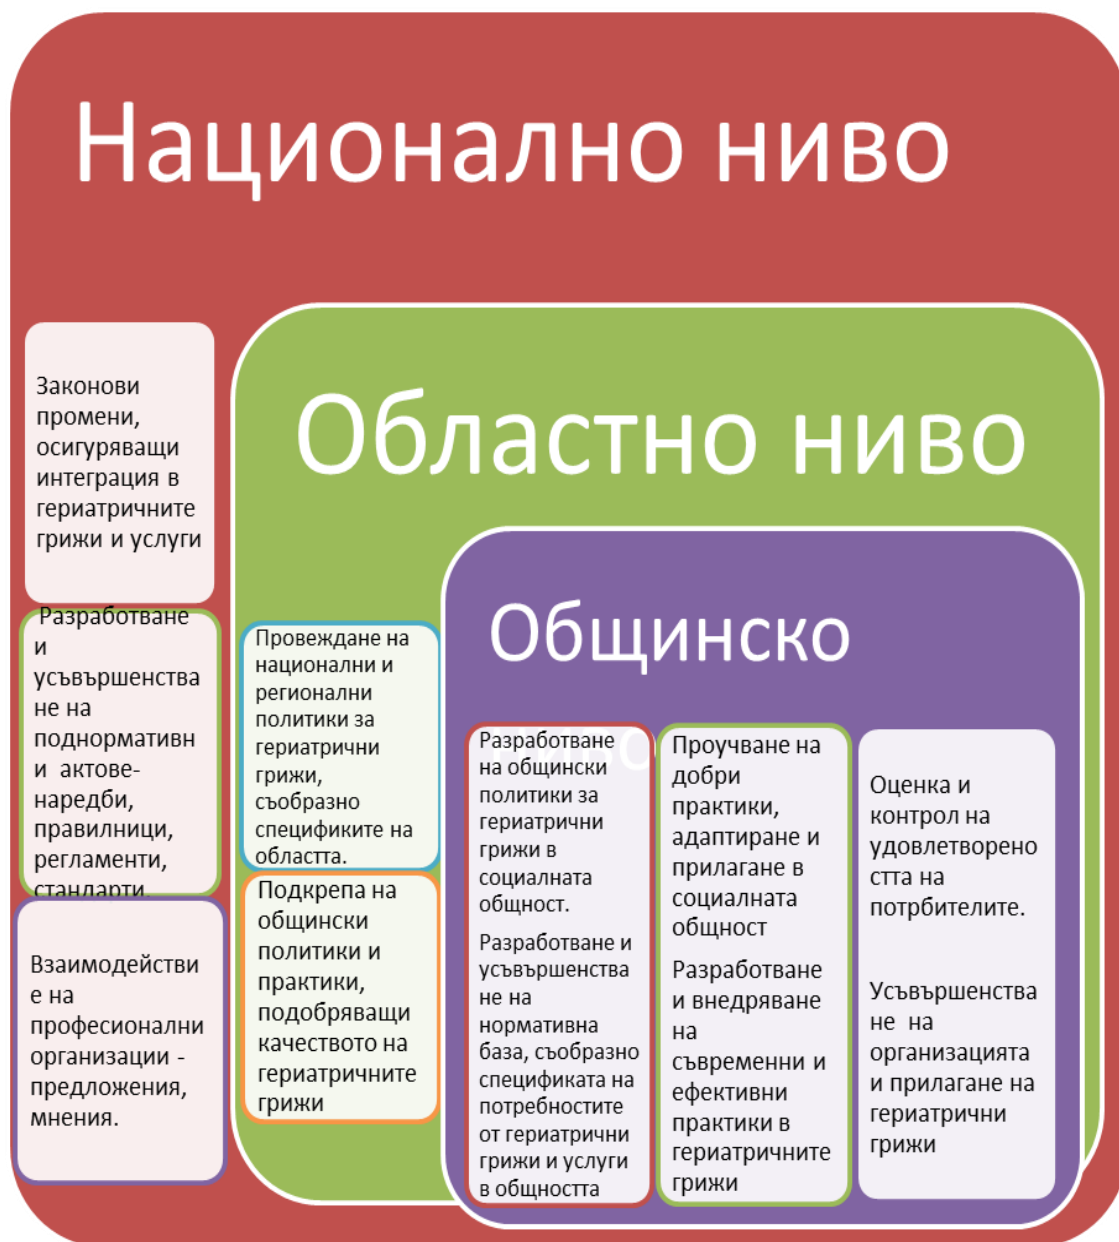 Национално ниво
Законови
промени,
осигуряващи
интеграция в
гериатричните
грижи и услуги
Разработване
и
усъвършенства
не на
поднормативн
и актове-
наредби,
правилници,
регламенти,
стандарти.
Взаимодействи
е на
професионални
организации -
предложения,
мнения.
Областно ниво
Провеждане на
национални и
регионални
политики за
гериатрични
грижи,
съобразно
спецификите на
областта.
Подкрепа на
общински
политики и
практики,
подобряващи
качеството на
гериатричните
грижи
Общинско
ниво
Разработване
на общински
политики за
гериатрични
грижи в
социалната
общност.
Разработване и
усъвършенства
не на
нормативна
база, съобразно
спецификата на
потребностите
от гериатрични
грижи и услуги
в общността
Проучване на
добри
практики,
адаптиране и
прилагане в
социалната
общност
Разработване
и внедряване
на
съвременни и
ефективни
практики в
гериатричните
грижи
Оценка и
контрол на
удовлетворено
стта на
потрбителите.
Усъвършенства
не на
организацията
и прилагане на
гериатрични
грижи